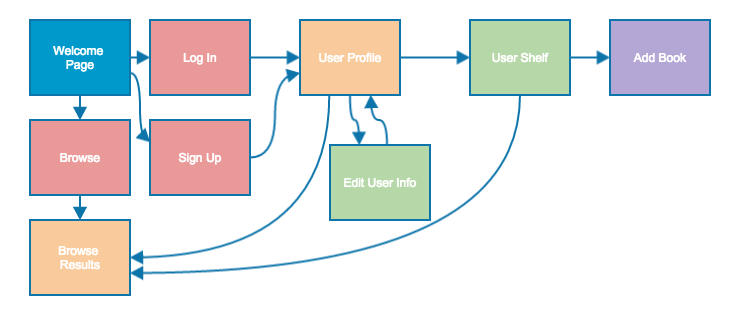 Welcome
Page
Log In
User Profile
User Shelf
Add Book
Browse
Sign Up
Edit User Info
Browse
Results